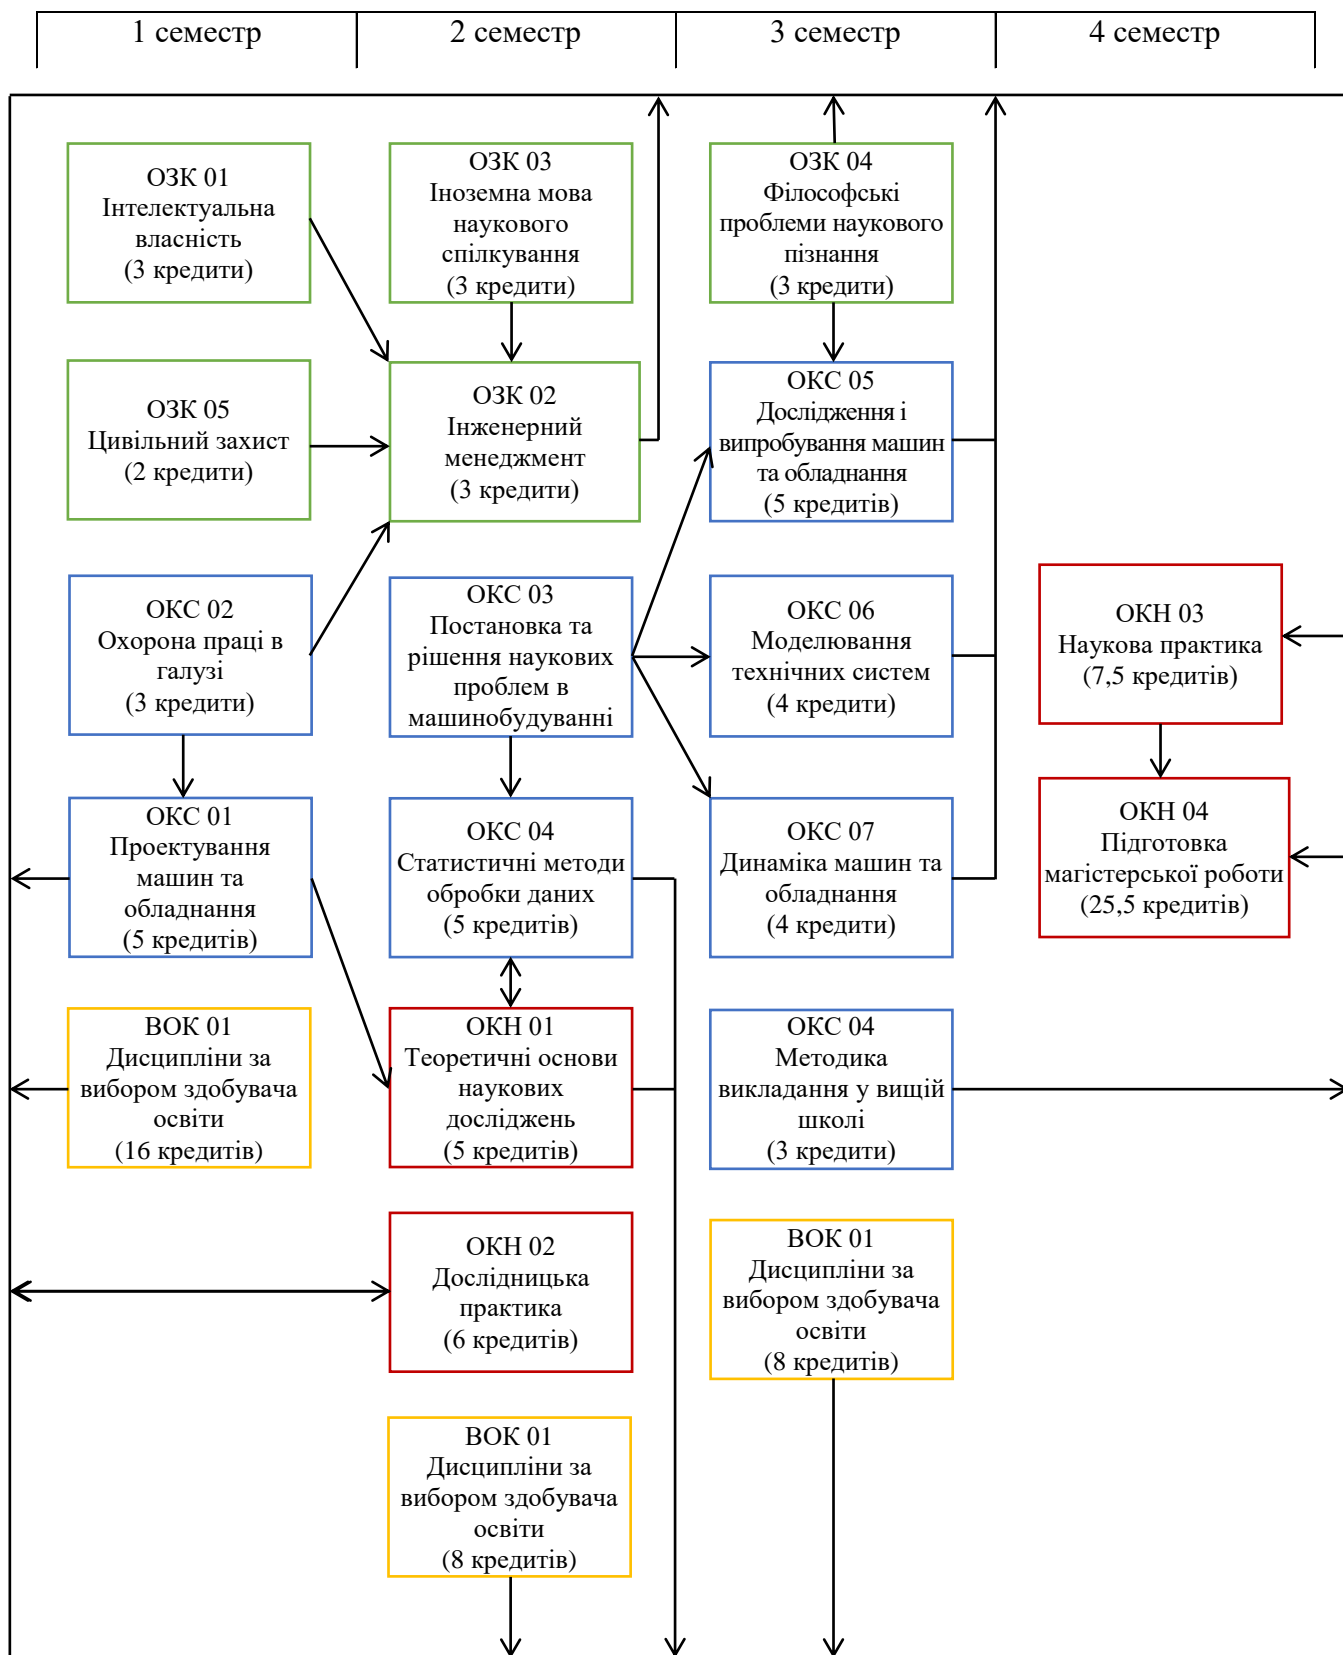 1 семестр
2 семестр
3 семестр
4 семестр
ОЗК 01
Інтелектуальна
власність
(3 кредити)
ОЗК 03
Іноземна мова
наукового
спілкування
(3 кредити)
ОЗК 04
Філософські
проблеми наукового
пізнання
(3 кредити)
ОЗК 05
Цивільний захист
(2 кредити)
ОЗК 02
Інженерний
менеджмент
(3 кредити)
ОКС 05
Дослідження і
випробування машин
та обладнання
(5 кредитів)
ОКС 02
Охорона праці в
галузі
(3 кредити)
ОКС 03
Постановка та
рішення наукових
проблем в
машинобудуванні
ОКС 06
Моделювання
технічних систем
(4 кредити)
ОКН 03
Наукова практика
(7,5 кредитів)
ОКС 01
Проектування
машин та
обладнання
(5 кредитів)
ОКС 04
Статистичні методи
обробки даних
(5 кредитів)
ОКС 07
Динаміка машин та
обладнання
(4 кредити)
ОКН 04
Підготовка
магістерської роботи
(25,5 кредитів)
ВОК 01
Дисципліни за
вибором здобувача
освіти
(16 кредитів)
ОКН 01
Теоретичні основи
наукових
досліджень
(5 кредитів)
ОКС 04
Методика
викладання у вищій
школі
(3 кредити)
ОКН 02
Дослідницька
практика
(6 кредитів)
ВОК 01
Дисципліни за
вибором здобувача
освіти
(8 кредитів)
ВОК 01
Дисципліни за
вибором здобувача
освіти
(8 кредитів)